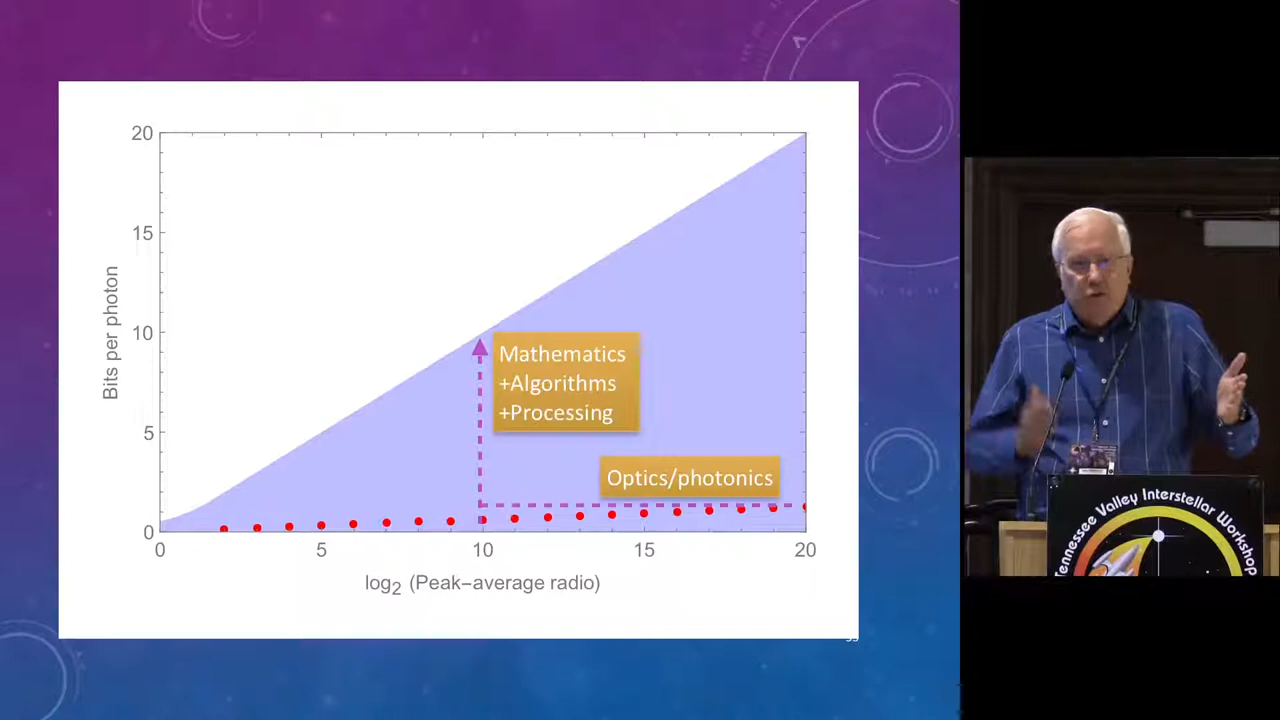 20
15
10
5
0
Bits per photon
Mathematics
+Algorithms
+Processing
Optics/photonics
0 5 10 15 20
log2 (Peak–average radio)
Tennessee Valley Interstellar Workshop